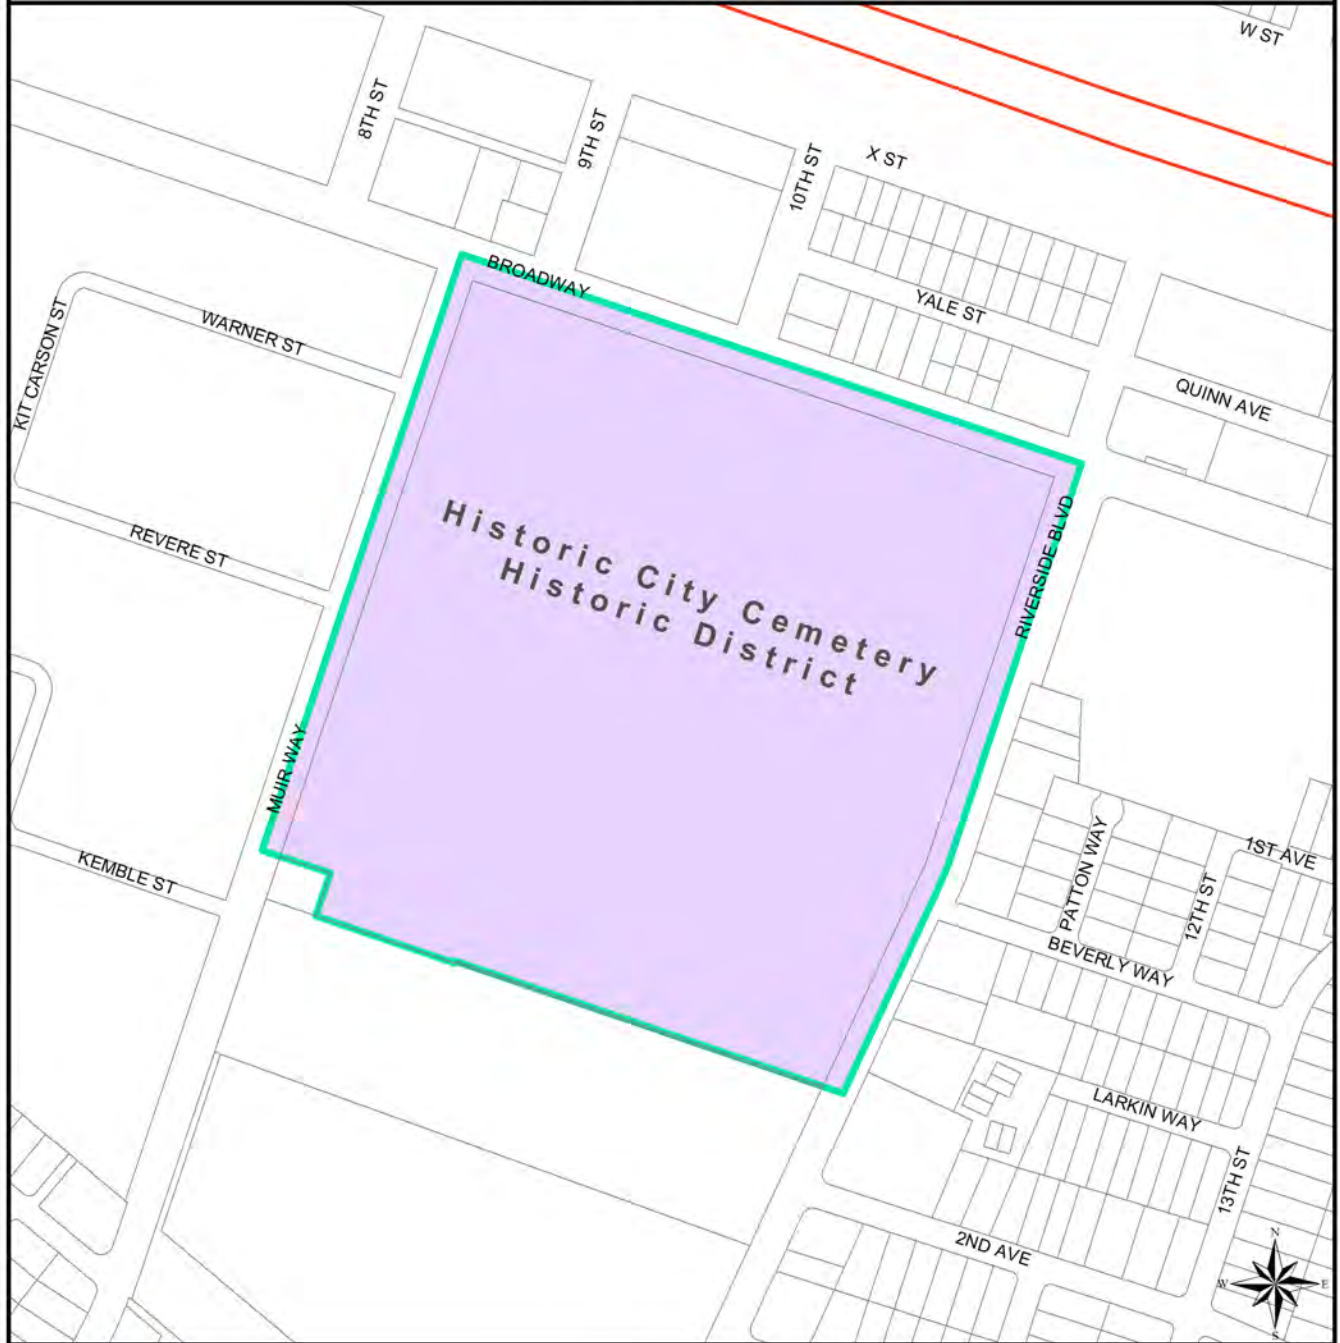 W ST
8TH ST
9TH ST
10TH ST
X ST
BROADWAY
YALE ST
KIT CARSON ST
WARNER ST
QUINN AVE
REVERE ST
Historic City Cemetery
Historic District
RIVERSIDE BLVD
MUIR WAY
KEMBLE ST
PATTON WAY
1ST AVE
12TH ST
BEVERLY WAY
LARKIN WAY
13TH ST
2ND AVE
N
W
E
S